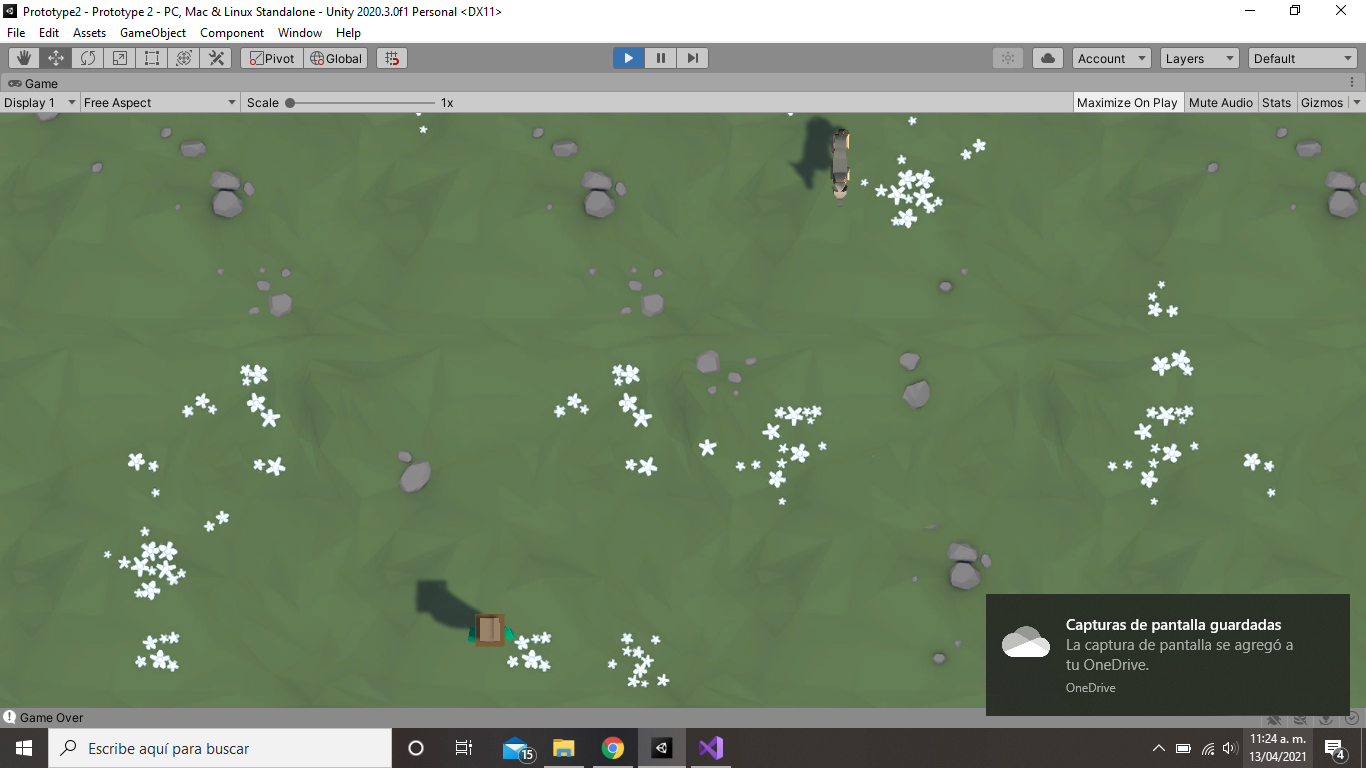 Prototype2 - Prototype 2 - PC, Mac & Linux Standalone - Unity 2020.3.0f1 Personal <DX11>
File Edit Assets GameObject Component Window Help
Pivot Global Account Layers Default
Game
Display 1 Free Aspect Scale 1x Maximize On Play Mute Audio Stats Gizmos
Capturas de pantalla guardadas
La captura de pantalla se agregó a
tu OneDrive.
OneDrive
Game Over
Escribe aquí para buscar
15
11:24 a. m.
13/04/2021
4